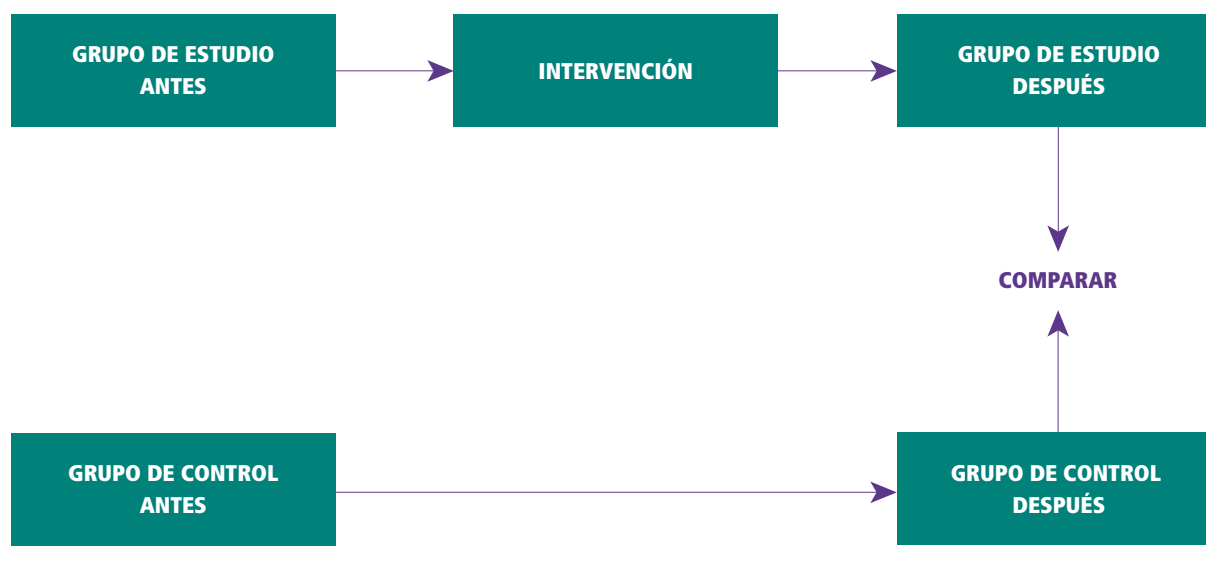 GRUPO DE ESTUDIO
ANTES
INTERVENCIÓN
GRUPO DE ESTUDIO
DESPUÉS
COMPARAR
GRUPO DE CONTROL
ANTES
GRUPO DE CONTROL
DESPUÉS